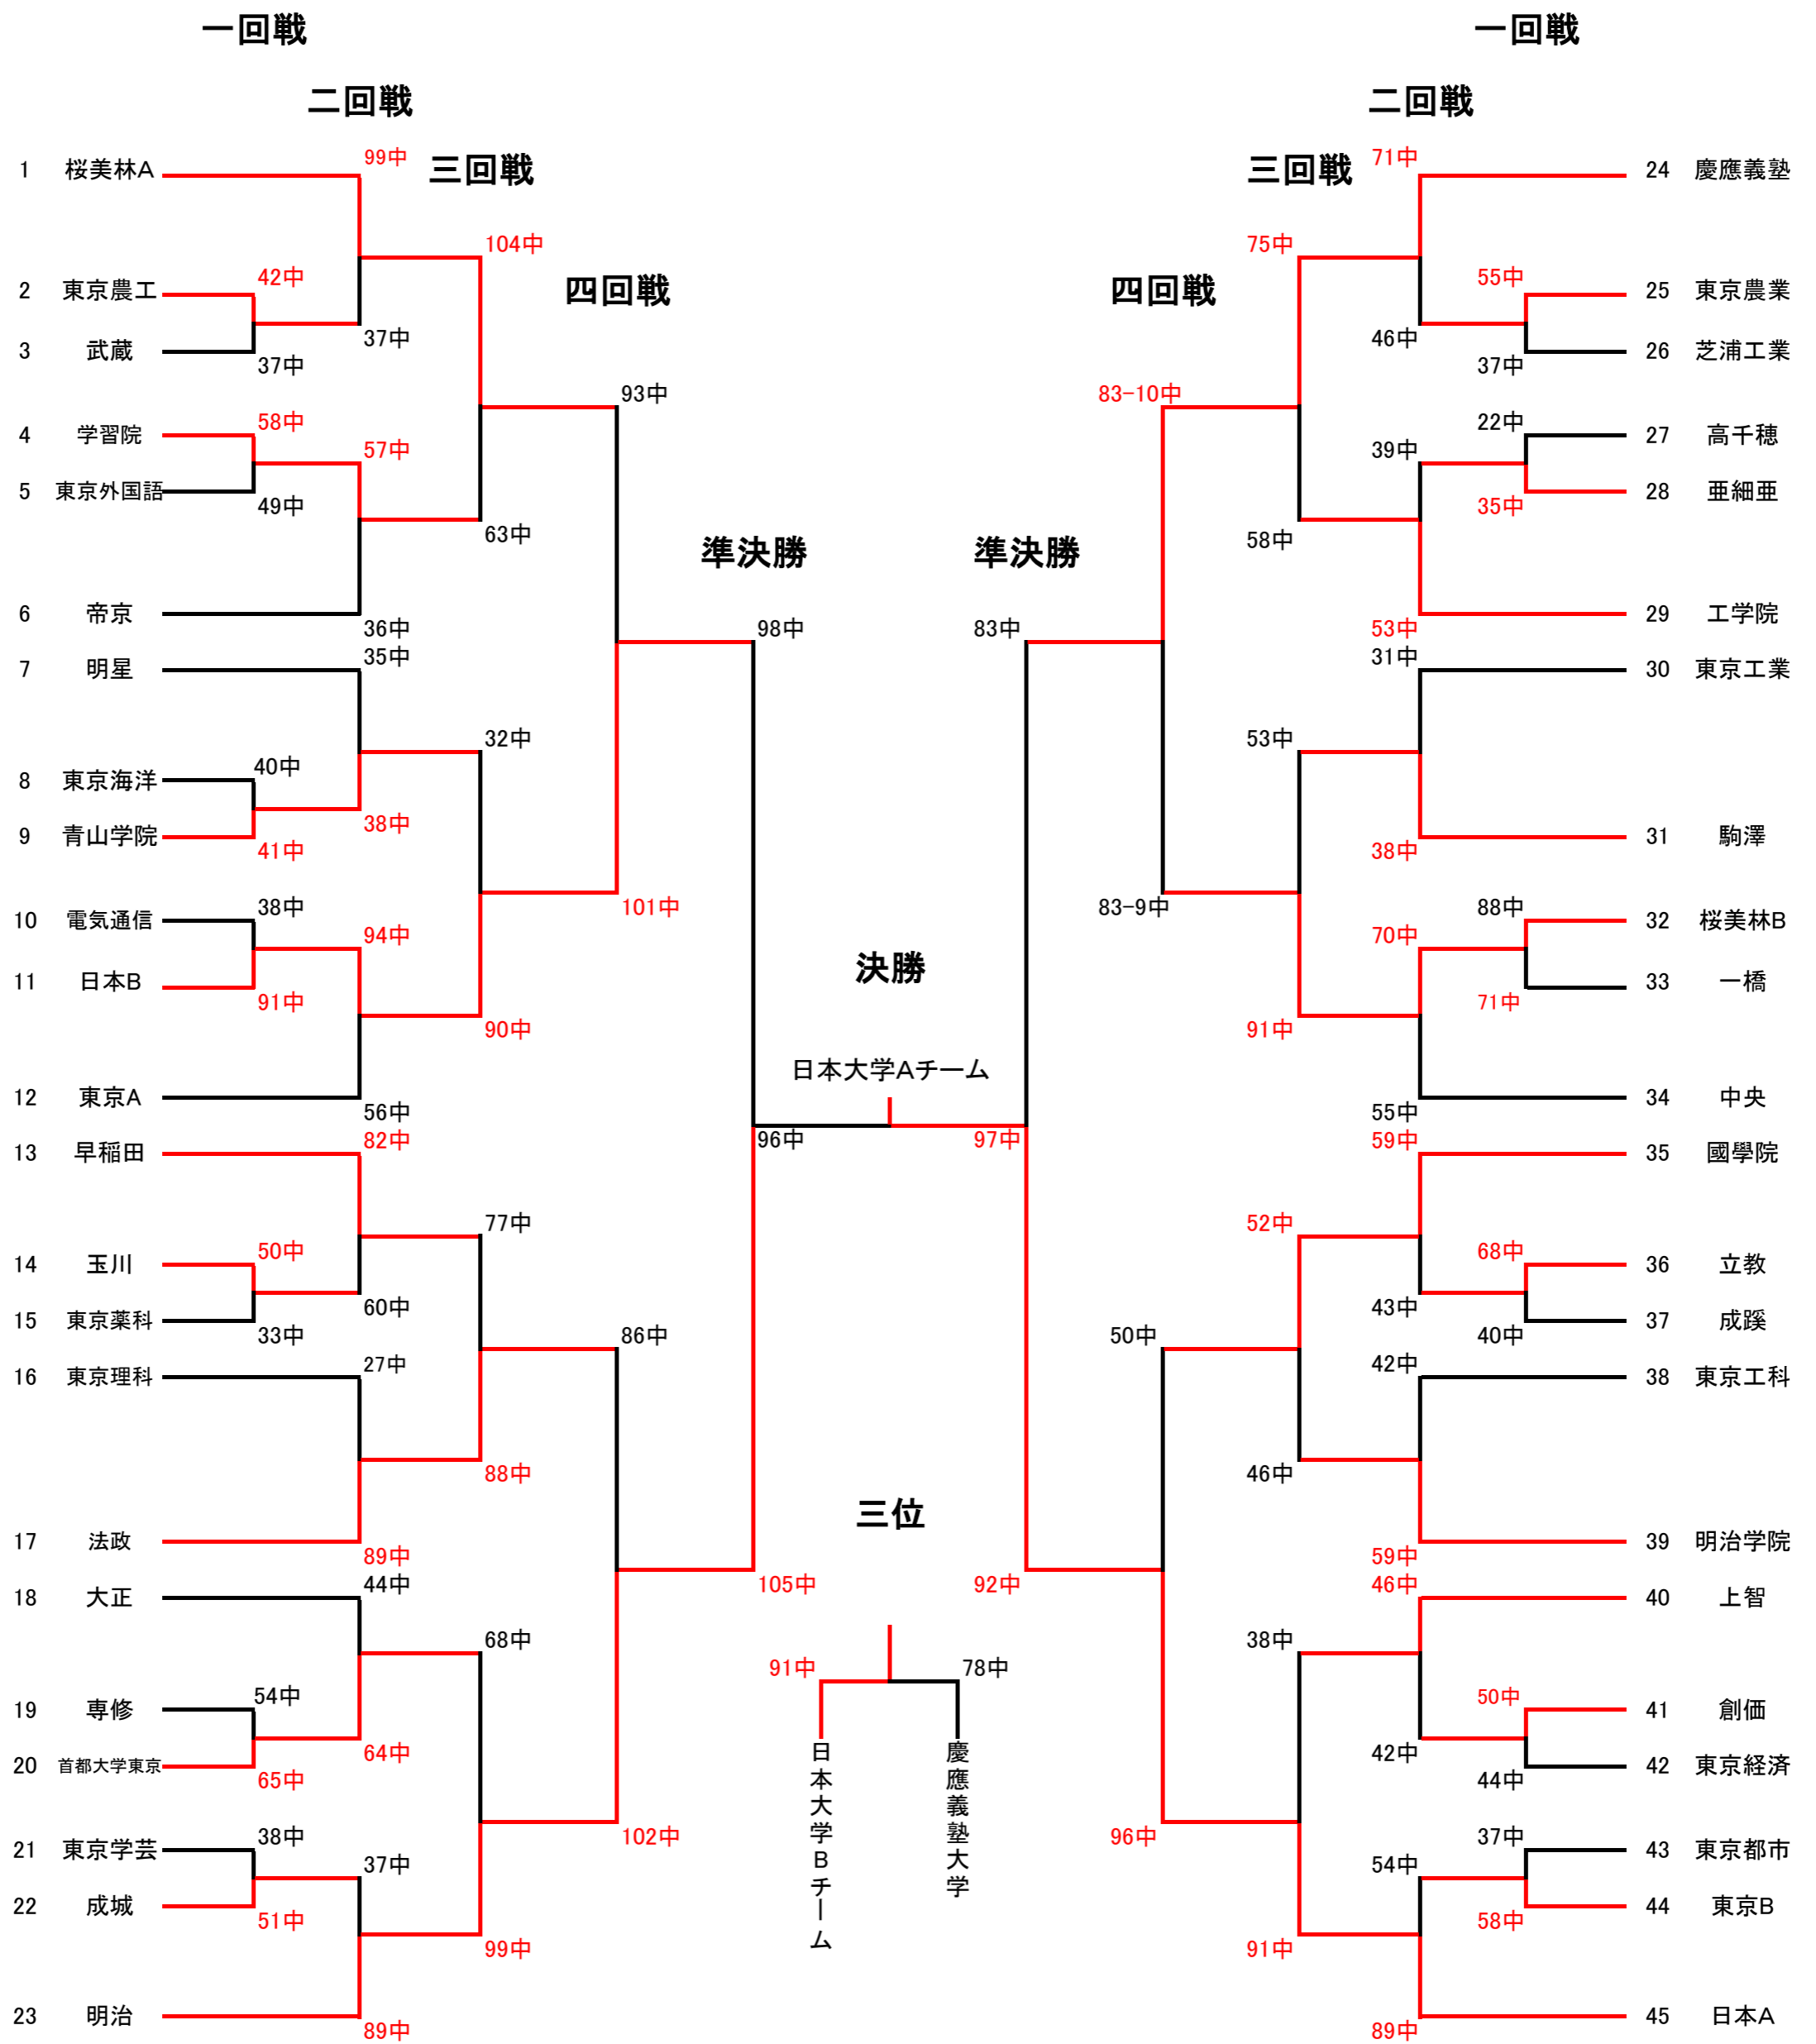 一回戦
一回戦
二回戦
二回戦
99中
三回戦
三回戦
71中
1 桜美林A
24 慶應義塾
104中
75中
2 東京農工
42中
四回戦
四回戦
55中
25 東京農業
37中
46中
3 武蔵
37中
37中
26 芝浦工業
93中
83-10中
4 学習院
58中
57中
39中
22中
27 高千穂
5 東京外国語
49中
35中
28 亜細亜
63中
58中
準決勝
準決勝
6 帝京
36中
98中
83中
53中
29 工学院
7 明星
35中
31中
30 東京工業
32中
53中
8 東京海洋
40中
9 青山学院
41中
38中
38中
31 駒澤
101中
83-9中
10 電気通信
38中
94中
70中
88中
32 桜美林B
決勝
11 日本B
91中
71中
33 一橋
90中
91中
日本大学Aチーム
12 東京A
56中
55中
34 中央
13 早稲田
82中
96中
97中
59中
35 國學院
77中
52中
14 玉川
50中
68中
36 立教
60中
43中
15 東京薬科
33中
86中
50中
40中
37 成蹊
16 東京理科
27中
42中
38 東京工科
88中
46中
三位
17 法政
89中
59中
39 明治学院
18 大正
44中
105中
92中
46中
40 上智
68中
38中
91中
78中
19 専修
54中
50中
41 創価
20 首都大学東京
65中
64中
42中
44中
42 東京経済
日本大学Bチーム
慶應義塾大学
102中
96中
21 東京学芸
38中
37中
54中
37中
43 東京都市
22 成城
51中
58中
44 東京B
99中
91中
23 明治
89中
89中
45 日本A